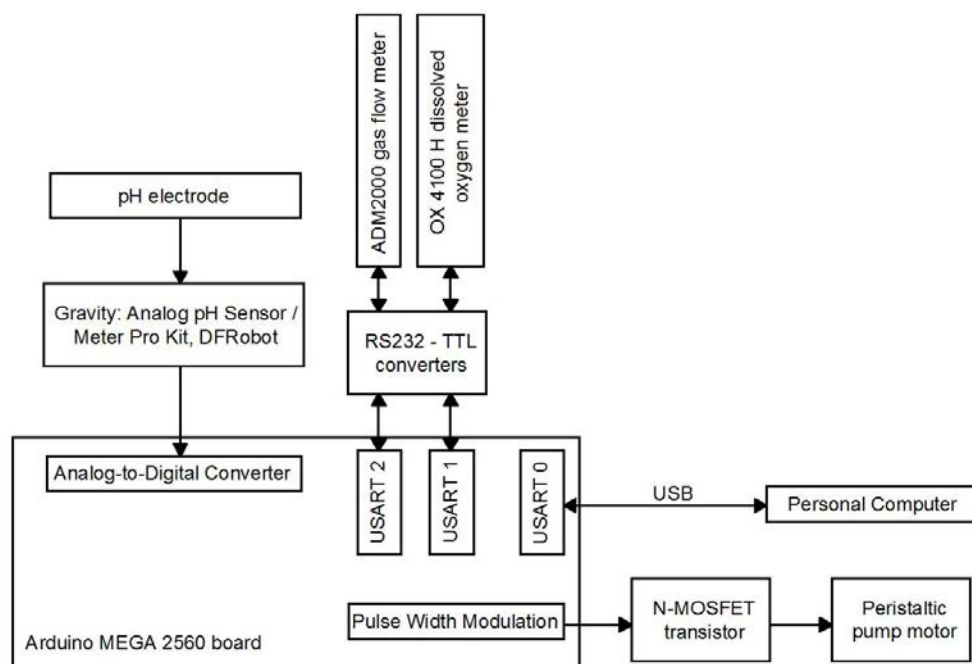 ADM2000 gas flow meter
OX 4100 H dissolved
oxygen meter
pH electrode
Gravity: Analog pH Sensor /
Meter Pro Kit, DFRobot
RS232 - TTL
converters
Analog-to-Digital Converter
USART 2
USART 1
USART 0
USB
Personal Computer
Pulse Width Modulation
N-MOSFET
transistor
Peristaltic
pump motor
Arduino MEGA 2560 board